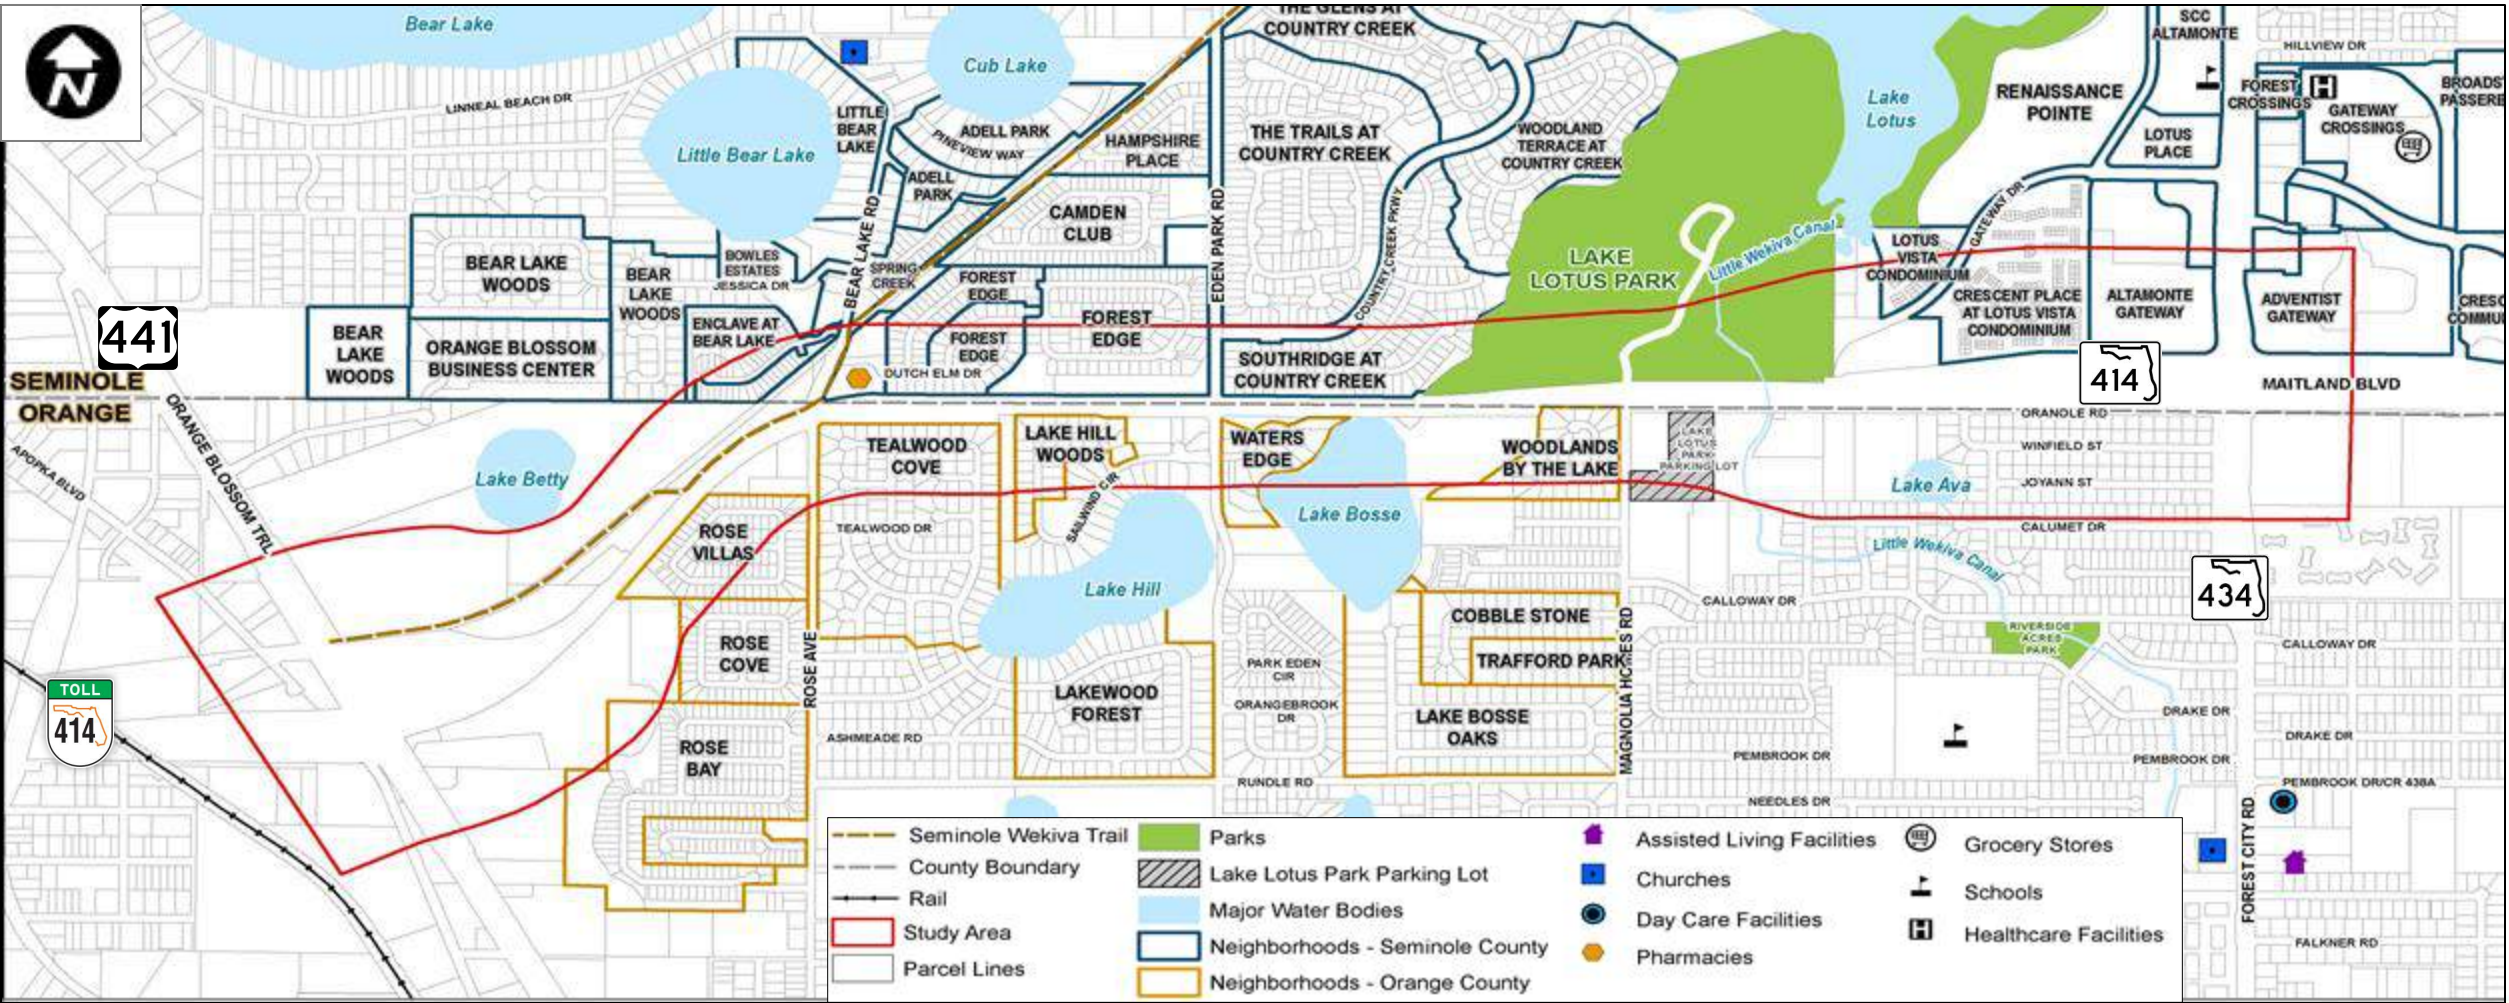 THE GLENS AT
COUNTRY CREEK
Bear Lake
SCC
ALTAMONTE
HILLVIEW DR
N
Cub Lake
LINNEAL BEACH DR
LITTLE
BEAR
LAKE
ADELL PARK
PINEVIEW WAY
HAMPSHIRE
PLACE
THE TRAILS AT
COUNTRY CREEK
WOODLAND
TERRACE AT
COUNTRY CREEK
Lake
Lotus
RENAISSANCE
POINTE
FOREST
CROSSINGS
H
GATEWAY
CROSSINGS
LOTUS
PLACE
Little Bear Lake
ADELL
PARK
CAMDEN
CLUB
EDEN PARK RD
COUNTRY CREEK PKWY
GATEWAY DR
Little Wekiva Canal
LAKE
LOTUS PARK
LOTUS
VISTA
CONDOMINIUM
BEAR LAKE RD
BEAR LAKE
WOODS
BOWLES
ESTATES
JESSICA DR
BEAR
LAKE
WOODS
SPRING
CREEK
FOREST
EDGE
CRESCENT PLACE
AT LOTUS VISTA
CONDOMINIUM
ALTAMONTE
GATEWAY
ADVENTIST
GATEWAY
441
BEAR
LAKE
WOODS
ORANGE BLOSSOM
BUSINESS CENTER
ENCLAVE AT
BEAR LAKE
FOREST
EDGE
FOREST
EDGE
DUTCH ELM DR
SOUTHRIDGE AT
COUNTRY CREEK
414
MAITLAND BLVD
SEMINOLE
ORANGE
ORANGE BLOSSOM TRL
APOPKA BLVD
Lake Betty
TEALWOOD
COVE
LAKE HILL
WOODS
WATERS
EDGE
WOODLANDS
BY THE LAKE
LAKE
LOTUS
PARK
PARKING LOT
ORANOLE RD
WINFIELD ST
JOYANN ST
Lake Ava
CALUMET DR
SAILWIND CIR
Lake Bosse
TEALWOOD DR
ROSE
VILLAS
Little Wekiva Canal
Lake Hill
434
CALLOWAY DR
COBBLE STONE
RIVERSIDE
ACRES
PARK
CALLOWAY DR
ROSE
COVE
ROSE AVE
PARK EDEN
CIR
TRAFFORD PARK
MAGNOLIA HOMES RD
TOLL
414
LAKEWOOD
FOREST
ORANGEBROOK
DR
LAKE BOSSE
OAKS
DRAKE DR
DRAKE DR
ASHMEADE RD
ROSE
BAY
PEMBROOK DR
PEMBROOK DR
RUNDLE RD
PEMBROOK DR/CR 438A
NEEDLES DR
FOREST CITY RD
FALKNER RD
Seminole Wekiva Trail
County Boundary
Rail
Study Area
Parcel Lines
Parks
Lake Lotus Park Parking Lot
Major Water Bodies
Neighborhoods - Seminole County
Neighborhoods - Orange County
Assisted Living Facilities
Churches
Day Care Facilities
Pharmacies
Grocery Stores
Schools
H
Healthcare Facilities